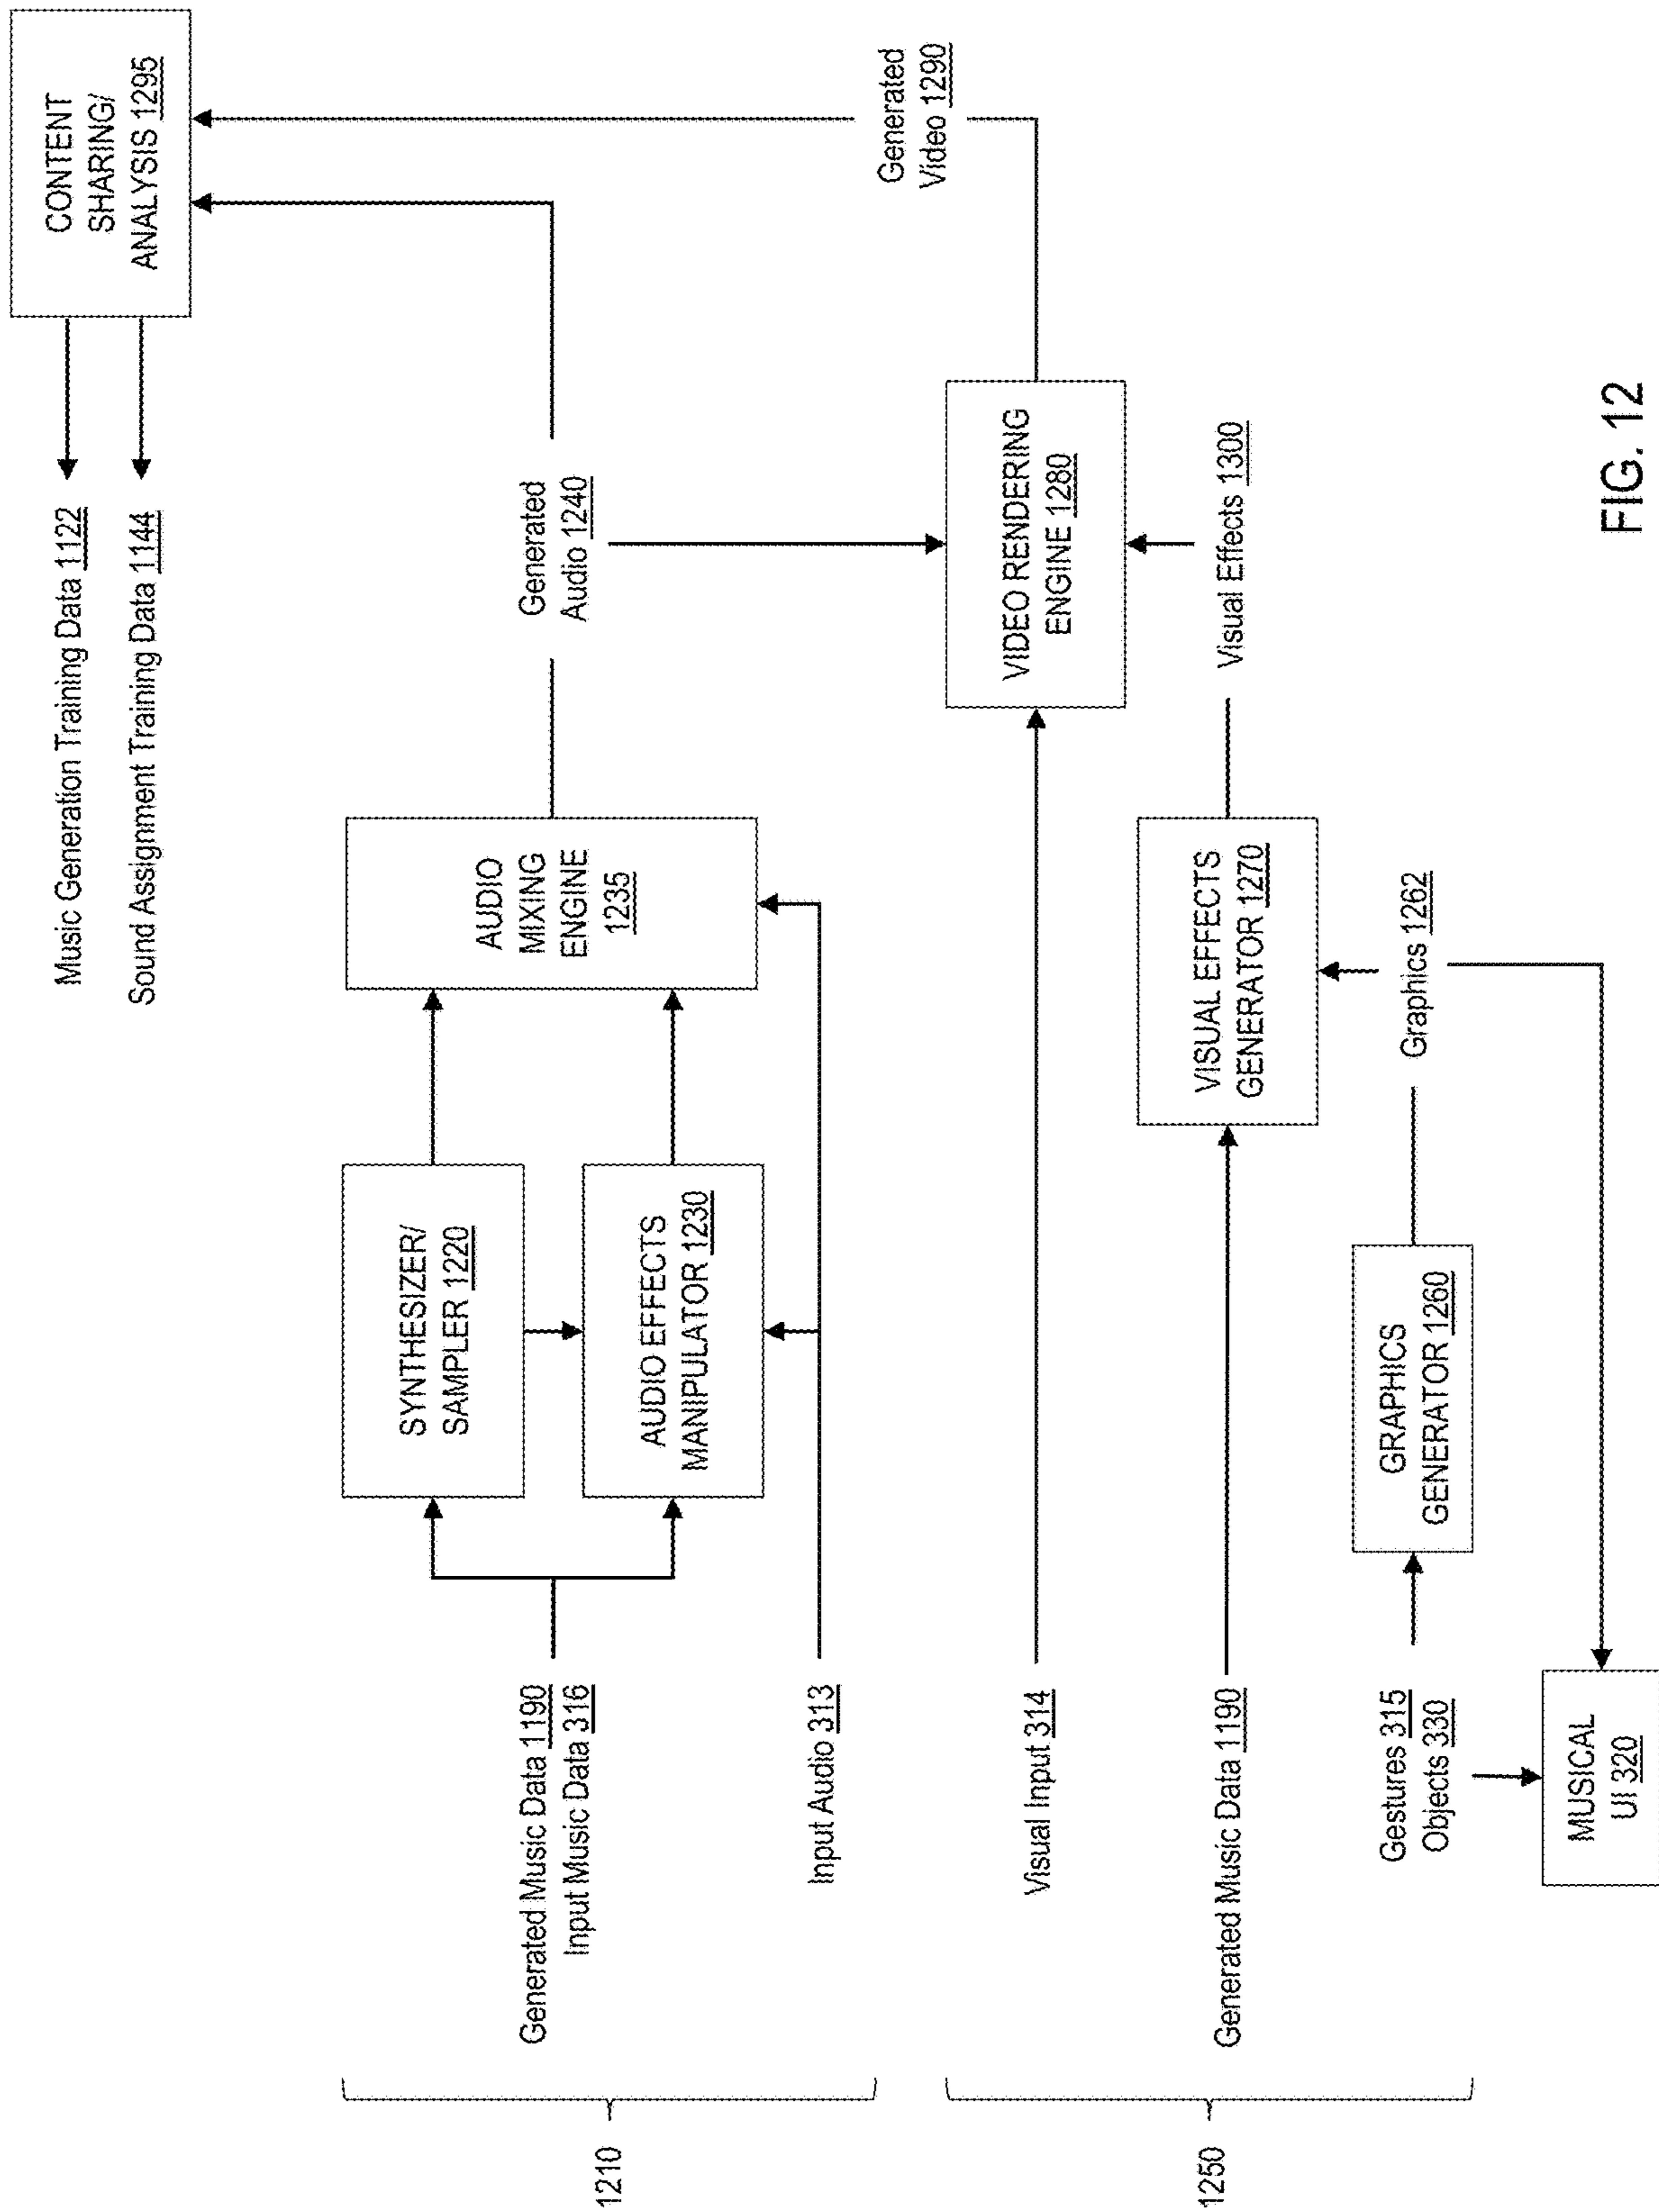 CONTENT
SHARING/
ANALYSIS 1295
Music Generation Training Data 1122
Sound Assignment Training Data 1144
1210
Generated Music Data 1190
Input Music Data 316
Input Audio 313
SYNTHESIZER/
SAMPLER 1220
AUDIO EFFECTS
MANIPULATOR 1230
AUDIO
MIXING
ENGINE
1235
Generated
Audio 1240
Generated
Video 1290
1250
Visual Input 314
Generated Music Data 1190
Gestures 315
Objects 330
MUSICAL
UI 320
GRAPHICS
GENERATOR 1260
Graphics 1262
VISUAL EFFECTS
GENERATOR 1270
Visual Effects 1300
VIDEO RENDERING
ENGINE 1280
FIG. 12